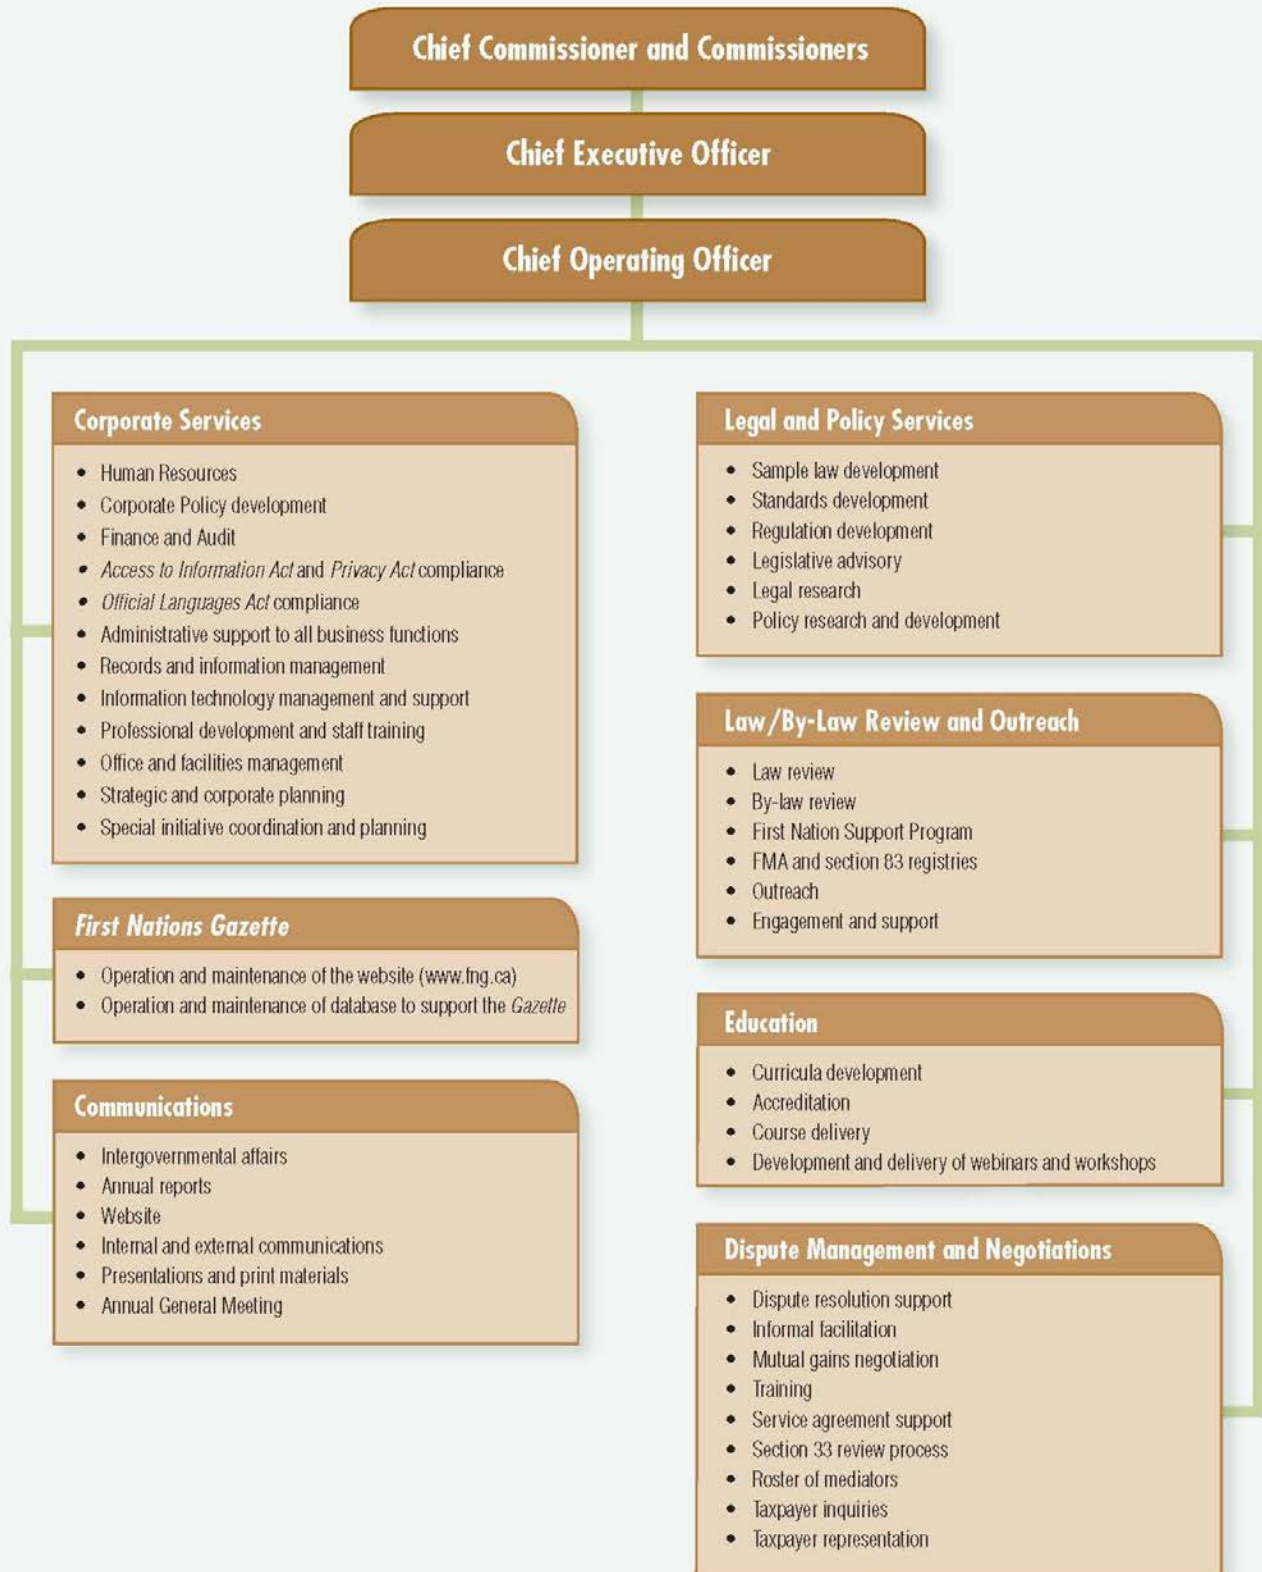 Chief Commissioner and Commissioners
Chief Executive Officer
Chief Operating Officer
Corporate Services
• Human Resources
• Corporate Policy development
• Finance and Audit
• Access to Information Act and Privacy Act compliance
• Official Languages Act compliance
• Administrative support to all business functions
• Records and information management
• Information technology management and support
• Professional development and staff training
• Office and facilities management
• Strategic and corporate planning
• Special initiative coordination and planning
First Nations Gazette
• Operation and maintenance of the website (www.fng.ca)
• Operation and maintenance of database to support the Gazette
Communications
• Intergovernmental affairs
• Annual reports
• Website
• Internal and external communications
• Presentations and print materials
• Annual General Meeting
Legal and Policy Services
• Sample law development
• Standards development
• Regulation development
• Legislative advisory
• Legal research
• Policy research and development
Law/By-Law Review and Outreach
• Law review
• By-law review
• First Nation Support Program
• FMA and section 83 registries
• Outreach
• Engagement and support
Education
• Curricula development
• Accreditation
• Course delivery
• Development and delivery of webinars and workshops
Dispute Management and Negotiations
• Dispute resolution support
• Informal facilitation
• Mutual gains negotiation
• Training
• Service agreement support
• Section 33 review process
• Roster of mediators
• Taxpayer inquiries
• Taxpayer representation